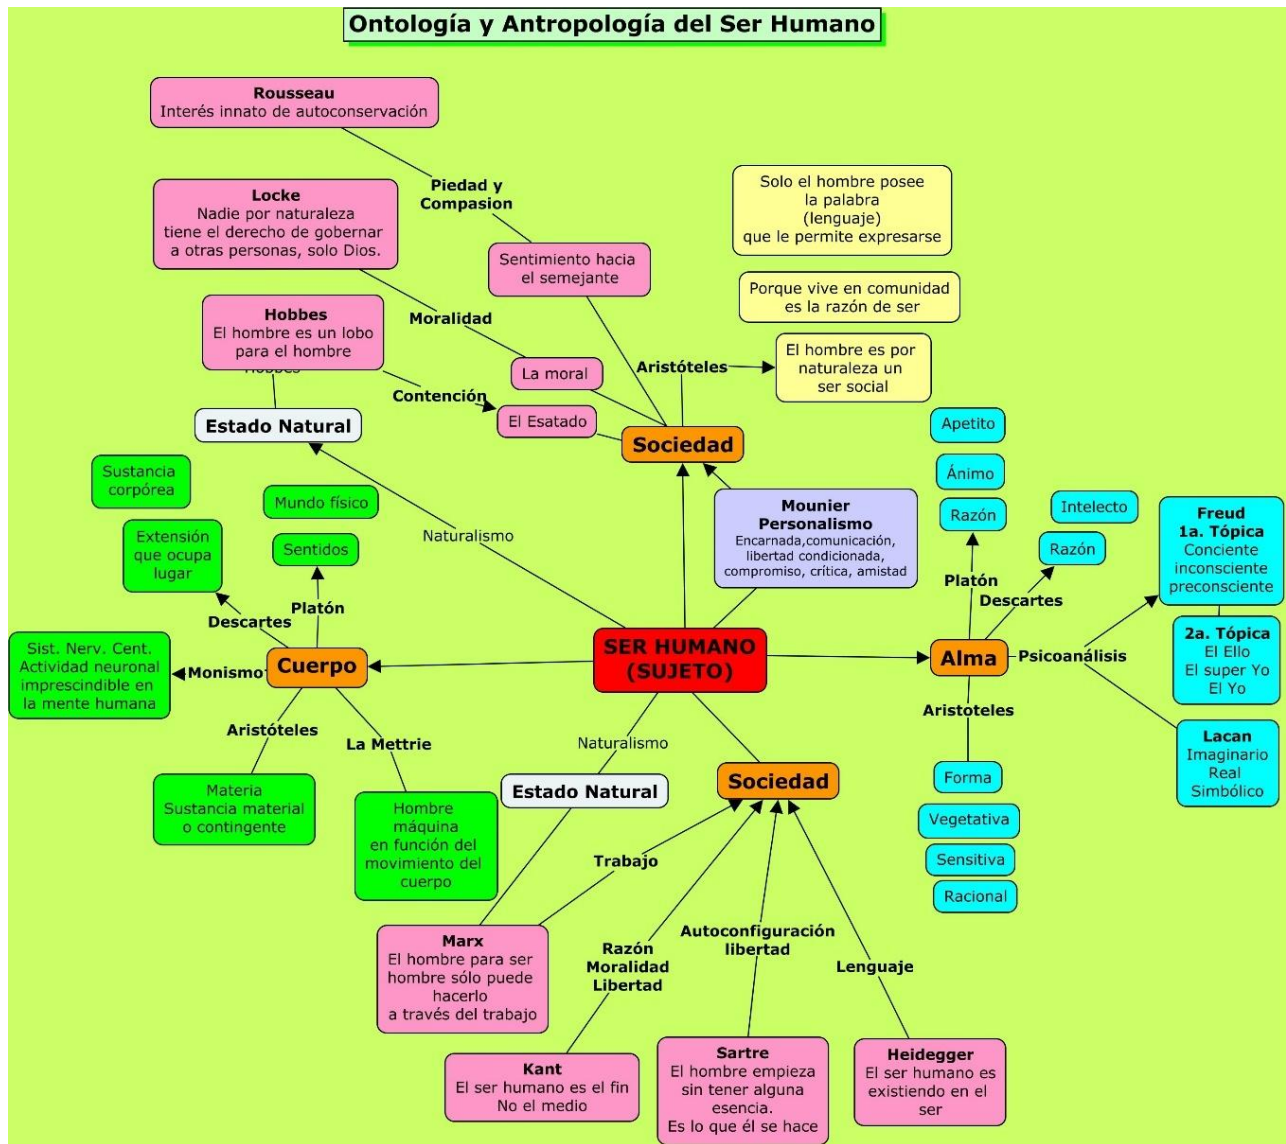 Ontología y Antropología del Ser Humano
Rousseau
Interés innato de autoconservación
Piedad y
Compasion
Locke
Nadie por naturaleza
tiene el derecho de gobernar
a otras personas, solo Dios.
Solo el hombre posee
la palabra
(lenguaje)
que le permite expresarse
Sentimiento hacia
el semejante
Porque vive en comunidad
es la razón de ser
Hobbes
El hombre es un lobo
para el hombre
Hobbes
Moralidad
La moral
Aristóteles
El hombre es por
naturaleza un
ser social
Contención
El Esatado
Estado Natural
Sociedad
Apetito
Ánimo
Razón
Platón
Intelecto
Razón
Descartes
Sustancia
corpórea
Mundo físico
Extensión
que ocupa
lugar
Sentidos
Naturalismo
Mounier
Personalismo
Encarnada,comunicación,
libertad condicionada,
compromiso, crítica, amistad
Freud
1a. Tópica
Conciente
inconsciente
preconsciente
Descartes
Platón
Sist. Nerv. Cent.
Actividad neuronal
imprescindible en
la mente humana
Monismo
Cuerpo
SER HUMANO
(SUJETO)
Alma
Psicoanálisis
2a. Tópica
El Ello
El super Yo
El Yo
Aristóteles
La Mettrie
Naturalismo
Aristoteles
Lacan
Imaginario
Real
Simbólico
Materia
Sustancia material
o contingente
Hombre
máquina
en función del
movimiento del
cuerpo
Estado Natural
Sociedad
Forma
Vegetativa
Sensitiva
Racional
Trabajo
Marx
El hombre para ser
hombre sólo puede
hacerlo
a través del trabajo
Razón
Moralidad
Libertad
Autoconfiguración
libertad
Lenguaje
Kant
El ser humano es el fin
No el medio
Sartre
El hombre empieza
sin tener alguna
esencia.
Es lo que él se hace
Heidegger
El ser humano es
existiendo en el
ser